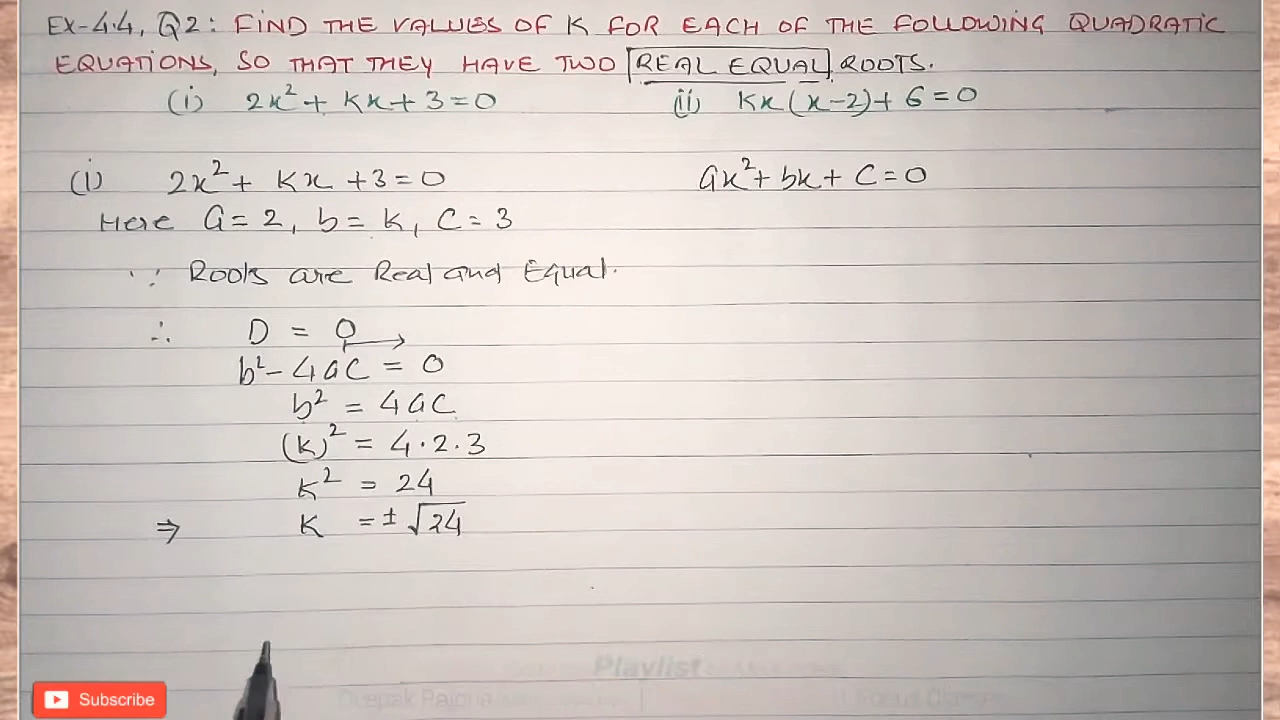 EX-4.4, Q2: FIND THE VALUES OF K FOR EACH OF THE FOLLOWING QUADRATIC
EQUATIONS, SO THAT THEY HAVE TWO REAL EQUAL ROOTS.
(i) 2x² + Kx + 3 = 0 (ii) Kx(x-2) + 6 = 0
(i) 2x² + Kx + 3 = 0 ax² + bx + C = 0
Here a = 2, b = K, C = 3
∵ Roots are Real and Equal.
∴ D = 0
b² - 4aC = 0
b² = 4aC
(K)² = 4·2·3
K² = 24
⇒ K = ± √24
Playlist
Deepak Rajoria
Subscribe